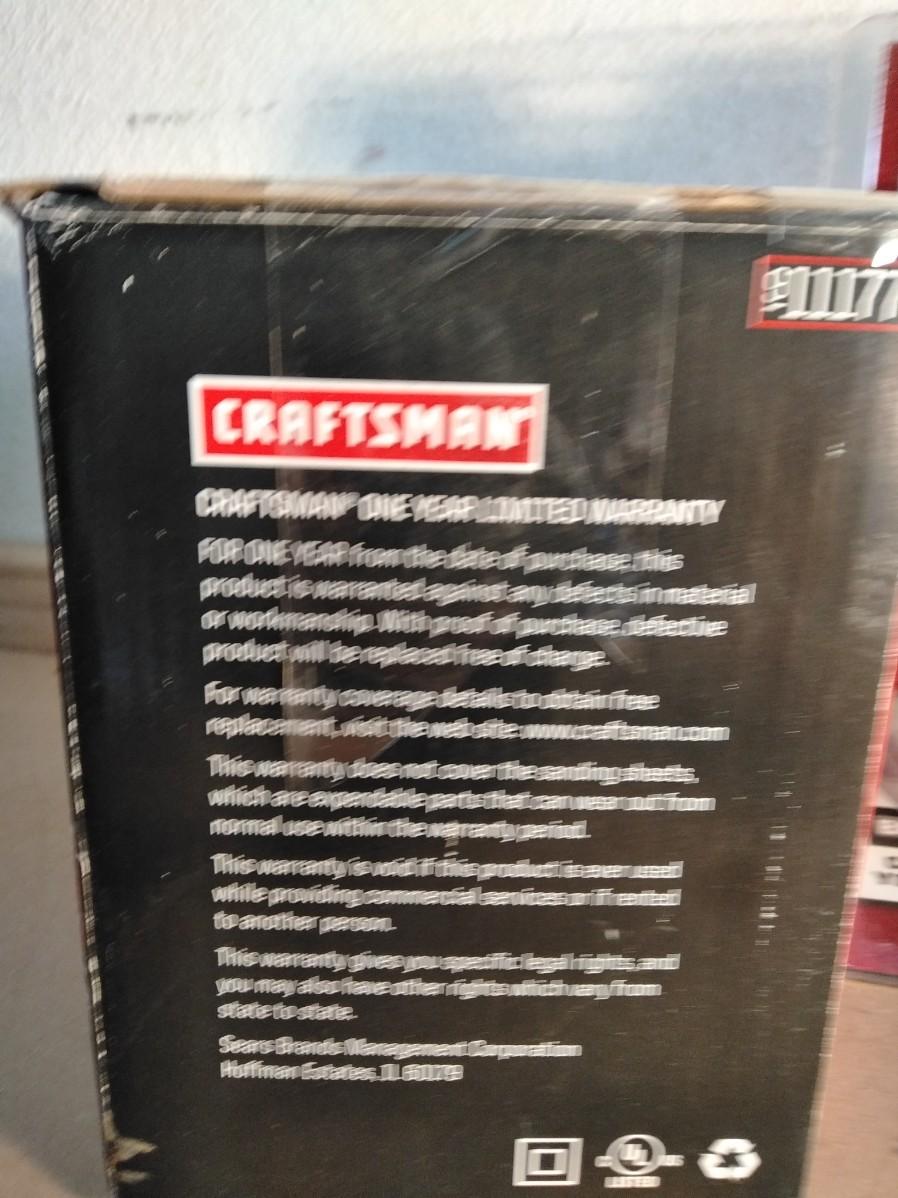 11177
CRAFTSMAN
CRAFTSMAN® ONE YEAR LIMITED WARRANTY
FOR ONE YEAR from the date of purchase, this
product is warranted against any defects in material
or workmanship. With proof of purchase, defective
product will be replaced free of charge.
For warranty coverage details to obtain free
replacement, visit the web site: www.craftsman.com
This warranty does not cover the sanding sheets,
which are expendable parts that can wear out from
normal use within the warranty period.
This warranty is void if this product is ever used
while providing commercial services or if rented
to another person.
This warranty gives you specific legal rights, and
you may also have other rights which vary from
state to state.
Sears Brands Management Corporation
Hoffman Estates, IL 60179
C UL US
LISTED